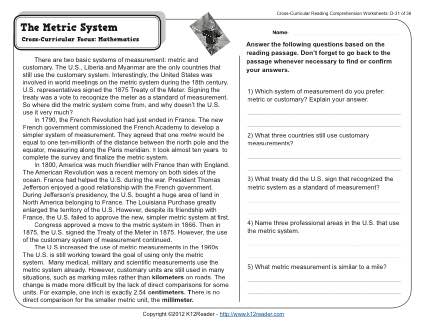 Cross-Curricular Reading Comprehension Worksheets: D-21 of 36
The Metric System
Cross-Curricular Focus: Mathematics
Name
There are two basic systems of measurement: metric and
customary. The U.S., Liberia and Myanmar are the only countries that
still use the customary system. Interestingly, the United States was
involved in world meetings on the metric system during the 18th century.
U.S. representatives signed the 1875 Treaty of the Meter. Signing the
treaty was a vote to recognize the meter as a standard of measurement.
So where did the metric system come from, and why doesn't the U.S.
use it very much?
In 1790, the French Revolution had just ended in France. The new
French government commissioned the French Academy to develop a
simpler system of measurement. They agreed that one metre would be
equal to one ten-millionth of the distance between the north pole and the
equator, measuring along the Paris meridian. It took almost ten years to
complete the survey and finalize the metric system.
In 1800, America was much friendlier with France than with England.
The American Revolution was a recent memory on both sides of the
ocean. France had helped the U.S. during the war. President Thomas
Jefferson enjoyed a good relationship with the French government.
During Jefferson's presidency, the U.S. bought a huge area of land in
North America belonging to France. The Louisiana Purchase greatly
enlarged the territory of the U.S. However, despite its friendship with
France, the U.S. failed to approve the new, simpler metric system at first.
Congress approved a move to the metric system in 1866. Then in
1875, the U.S. signed the Treaty of the Meter in 1875. However, the use
of the customary system of measurement continued.
The U.S increased the use of metric measurements in the 1960s.
The U.S. is still working toward the goal of using only the metric
system. Many medical, military and scientific measurements use the
metric system already. However, customary units are still used in many
situations, such as marking miles rather than kilometers on roads. The
change is made more difficult by the lack of direct comparisons for some
units. For example, one inch is exactly 2.54 centimeters. There is no
direct comparison for the smaller metric unit, the millimeter.
Answer the following questions based on the
reading passage. Don't forget to go back to the
passage whenever necessary to find or confirm
your answers.
1) Which system of measurement do you prefer:
metric or customary? Explain your answer.
2) What three countries still use customary
measurements?
3) What treaty did the U.S. sign that recognized the
metric system as a standard of measurement?
4) Name three professional areas in the U.S. that use
the metric system.
5) What metric measurement is similar to a mile?
Copyright ©2012 K12Reader - http://www.k12reader.com